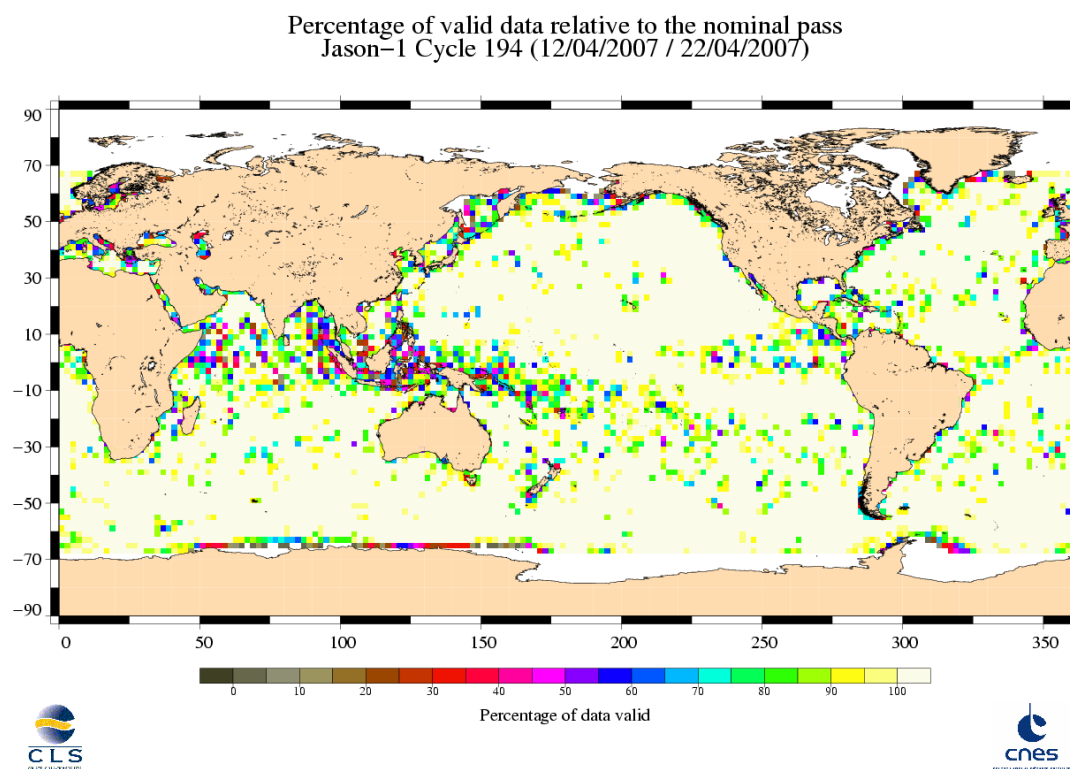 Percentage of valid data relative to the nominal pass
Jason−1 Cycle 194 (12/04/2007 / 22/04/2007)
90
70
50
30
10
−10
−30
−50
−70
−90
0 50 100 150 200 250 300 350
0 10 20 30 40 50 60 70 80 90 100
Percentage of data valid
CLS
cnes